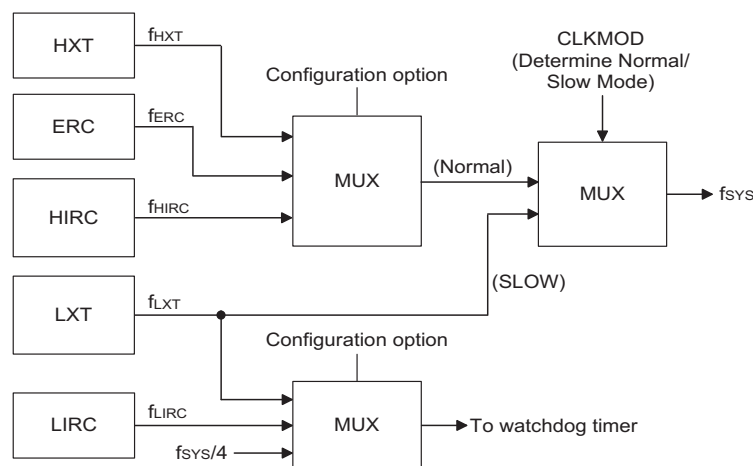 HXT
fHXT
ERC
fERC
HIRC
fHIRC
LXT
fLXT
LIRC
fLIRC
fSYS/4
Configuration option
MUX
(Normal)
(SLOW)
CLKMOD
(Determine Normal/
Slow Mode)
MUX
fSYS
Configuration option
MUX
To watchdog timer